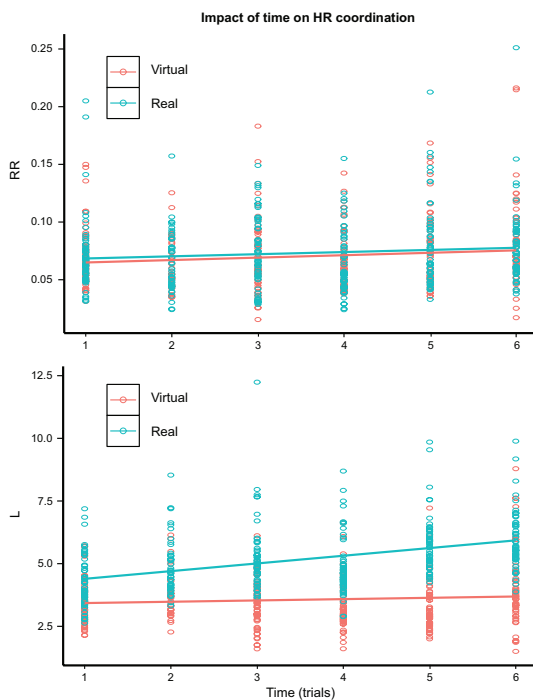 Impact of time on HR coordination
0.25
0.20
0.15
0.10
0.05
RR
Virtual
Real
1 2 3 4 5 6
12.5
10.0
7.5
5.0
2.5
L
Virtual
Real
1 2 3 4 5 6
Time (trials)